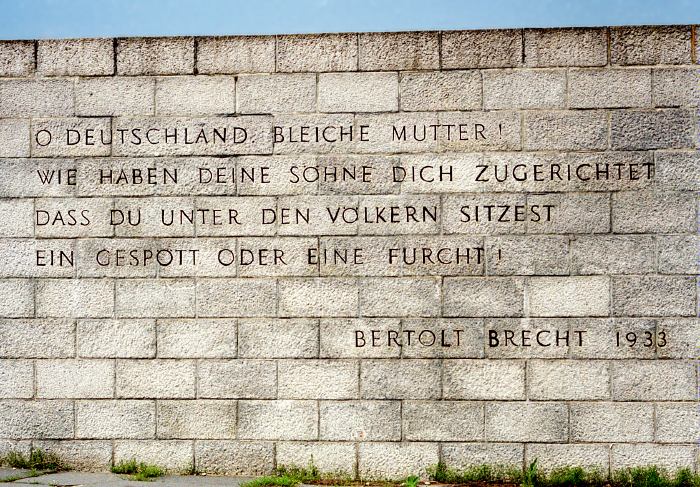 O DEUTSCHLAND, BLEICHE MUTTER!
WIE HABEN DEINE SÖHNE DICH ZUGERICHTET
DASS DU UNTER DEN VÖLKERN SITZEST
EIN GESPÖTT ODER EINE FURCHT!
BERTOLT BRECHT 1933